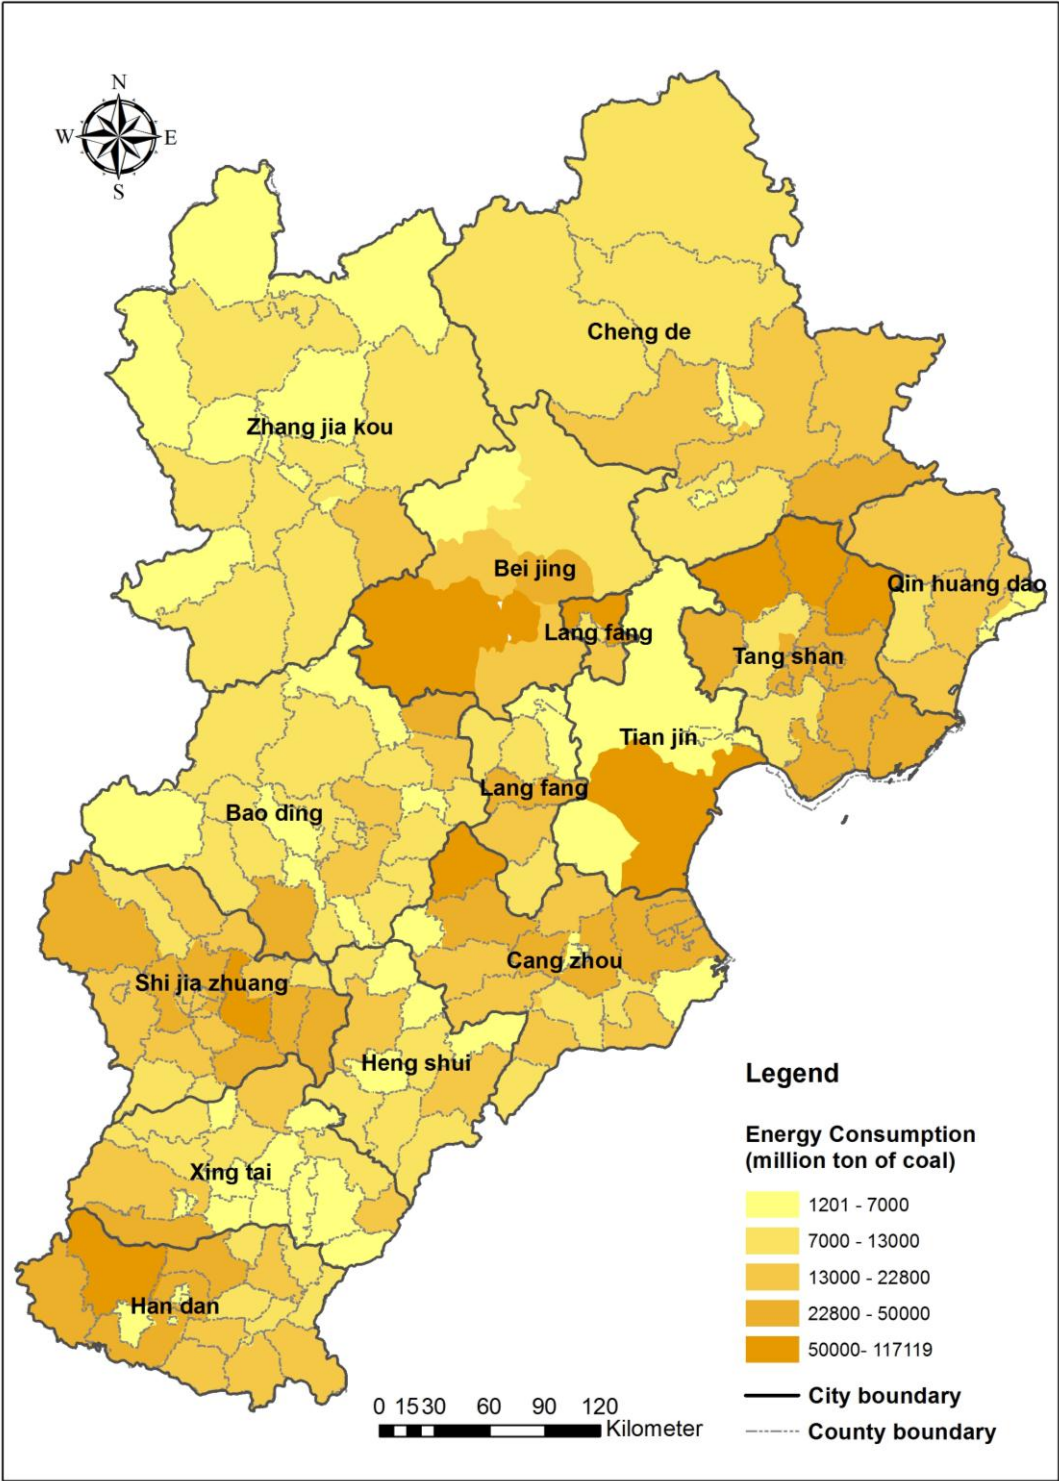 N
W E
S
Cheng de
Zhang jia kou
Bei jing
Qin huang dao
Lang fang
Tang shan
Tian jin
Lang fang
Bao ding
Cang zhou
Shi jia zhuang
Heng shui
Xing tai
Han dan
Legend
Energy Consumption
(million ton of coal)
1201 - 7000
7000 - 13000
13000 - 22800
22800 - 50000
50000- 117119
City boundary
County boundary
0 15 30 60 90 120
Kilometer